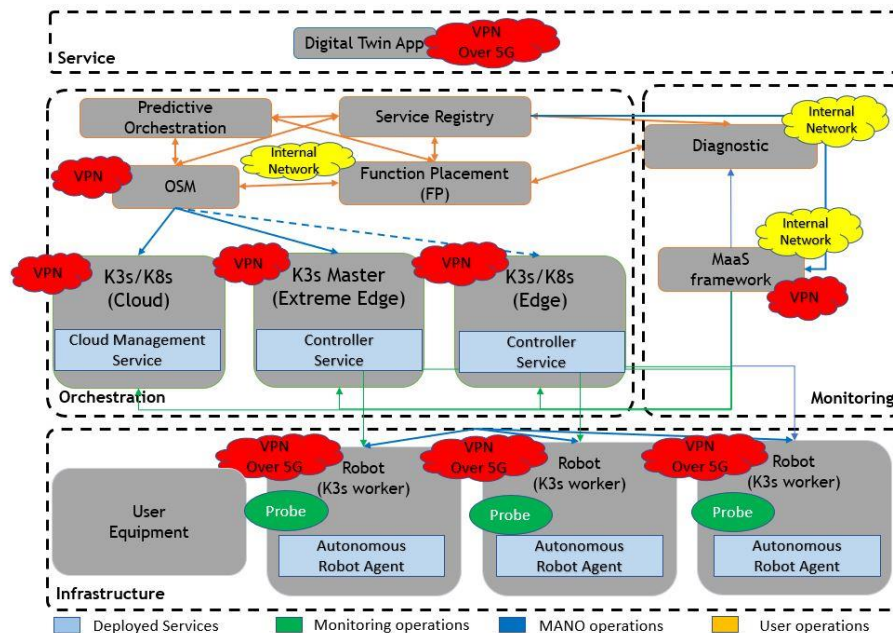 Service
Digital Twin App
VPN
Over 5G
Predictive
Orchestration
Service Registry
Internal
Network
Diagnostic
Internal
Network
VPN
OSM
Function Placement
(FP)
Internal
Network
MaaS
framework
VPN
VPN
K3s/K8s
(Cloud)
Cloud Management
Service
VPN
K3s Master
(Extreme Edge)
Controller
Service
VPN
K3s/K8s
(Edge)
Controller
Service
Orchestration
Monitoring
User
Equipment
VPN
Over 5G
Robot
(K3s worker)
Probe
Autonomous
Robot Agent
VPN
Over 5G
Robot
(K3s worker)
Probe
Autonomous
Robot Agent
VPN
Over 5G
Robot
(K3s worker)
Probe
Autonomous
Robot Agent
Infrastructure
Deployed Services
Monitoring operations
MANO operations
User operations